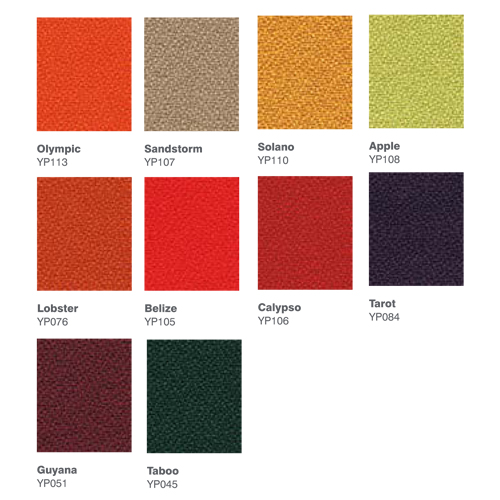 Olympic
YP113
Sandstorm
YP107
Solano
YP110
Apple
YP108
Lobster
YP076
Belize
YP105
Calypso
YP106
Tarot
YP084
Guyana
YP051
Taboo
YP045